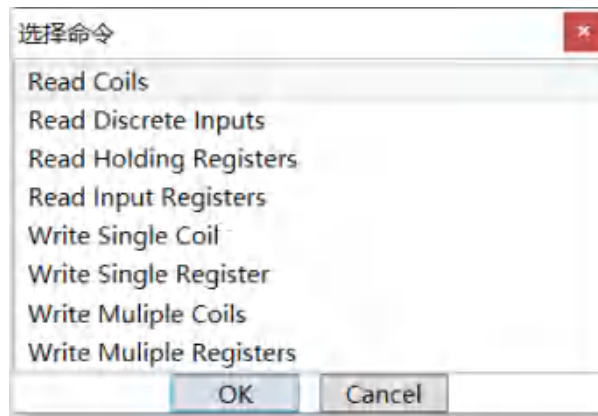 选择命令
Read Coils
Read Discrete Inputs
Read Holding Registers
Read Input Registers
Write Single Coil
Write Single Register
Write Muliple Coils
Write Muliple Registers
OK Cancel